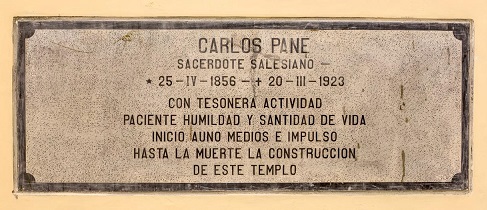 CARLOS PANE
SACERDOTE SALESIANO –
★ 25-IV-1856 – ✝ 20-III-1923
CON TESONERA ACTIVIDAD
PACIENTE HUMILDAD Y SANTIDAD DE VIDA
INICIO AUNO MEDIOS E IMPULSO
HASTA LA MUERTE LA CONSTRUCCION
DE ESTE TEMPLO